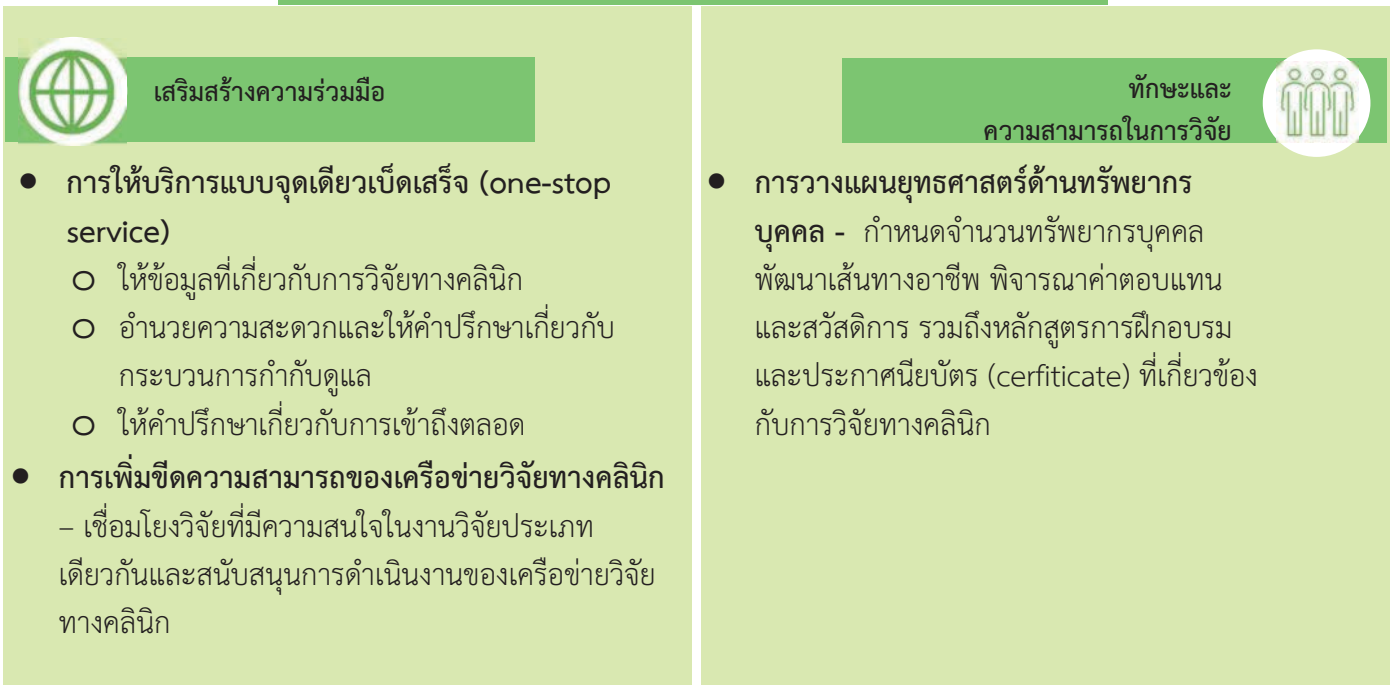 เสริมสร้างความร่วมมือ
● การให้บริการแบบจุดเดียวเบ็ดเสร็จ (one-stop
service)
o ให้ข้อมูลที่เกี่ยวกับการวิจัยทางคลินิก
o อำนวยความสะดวกและให้คำปรึกษาเกี่ยวกับ
กระบวนการกำกับดูแล
o ให้คำปรึกษาเกี่ยวกับการเข้าถึงตลอด
● การเพิ่มขีดความสามารถของเครือข่ายวิจัยทางคลินิก
– เชื่อมโยงวิจัยที่มีความสนใจในงานวิจัยประเภท
เดียวกันและสนับสนุนการดำเนินงานของเครือข่ายวิจัย
ทางคลินิก
ทักษะและ
ความสามารถในการวิจัย
● การวางแผนยุทธศาสตร์ด้านทรัพยากร
บุคคล - กำหนดจำนวนทรัพยากรบุคคล
พัฒนาเส้นทางอาชีพ พิจารณาค่าตอบแทน
และสวัสดิการ รวมถึงหลักสูตรการฝึกอบรม
และประกาศนียบัตร (cerfiticate) ที่เกี่ยวข้อง
กับการวิจัยทางคลินิก